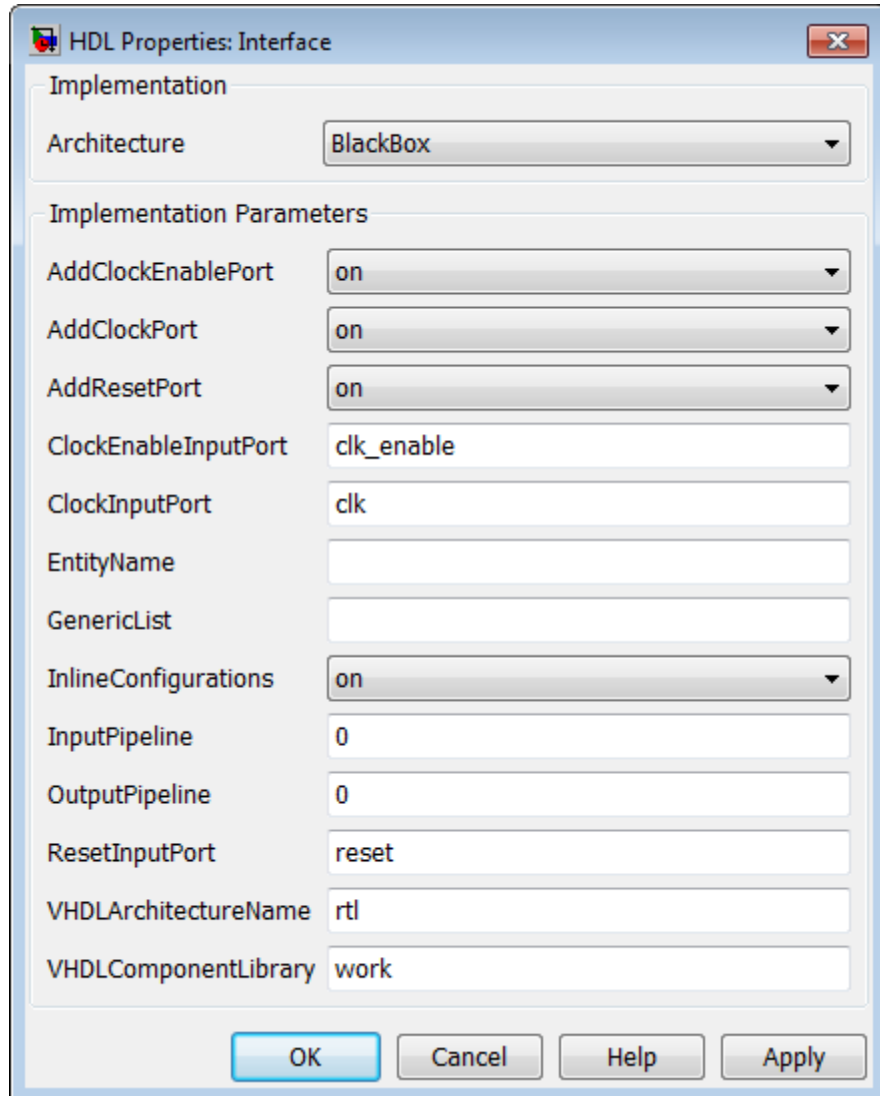 HDL Properties: Interface
Implementation
Architecture BlackBox
Implementation Parameters
AddClockEnablePort on
AddClockPort on
AddResetPort on
ClockEnableInputPort clk_enable
ClockInputPort clk
EntityName
GenericList
InlineConfigurations on
InputPipeline 0
OutputPipeline 0
ResetInputPort reset
VHDLArchitectureName rtl
VHDLComponentLibrary work
OK Cancel Help Apply